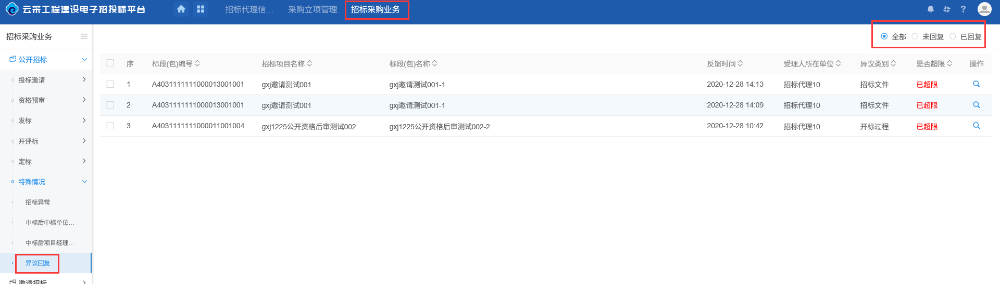 云采工程建设电子招投标平台
招标代理信... 采购立项管理 招标采购业务
招标采购业务
全部 未回复 已回复
公开招标
投标邀请
资格预审
发标
开评标
定标
特殊情况
招标异常
中标后中标单位...
中标后项目经理...
异议回复
邀请招标
序 标段(包)编号 招标项目名称 标段(包)名称 反馈时间 受理人所在单位 异议类别 是否超限 操作
1 A4031111111000013001001 gxj邀请测试001 gxj邀请测试001-1 2020-12-28 14:13 招标代理10 招标文件 已超限
2 A4031111111000013001001 gxj邀请测试001 gxj邀请测试001-1 2020-12-28 14:09 招标代理10 招标文件 已超限
3 A4031111111000011001004 gxj1225公开资格后审测试002 gxj1225公开资格后审测试002-2 2020-12-28 10:42 招标代理10 开标过程 已超限